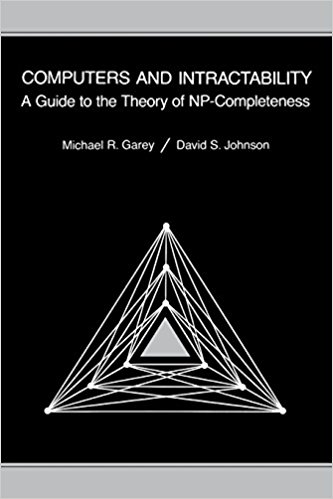 COMPUTERS AND INTRACTABILITY
A Guide to the Theory of NP-Completeness
Michael R. Garey / David S. Johnson